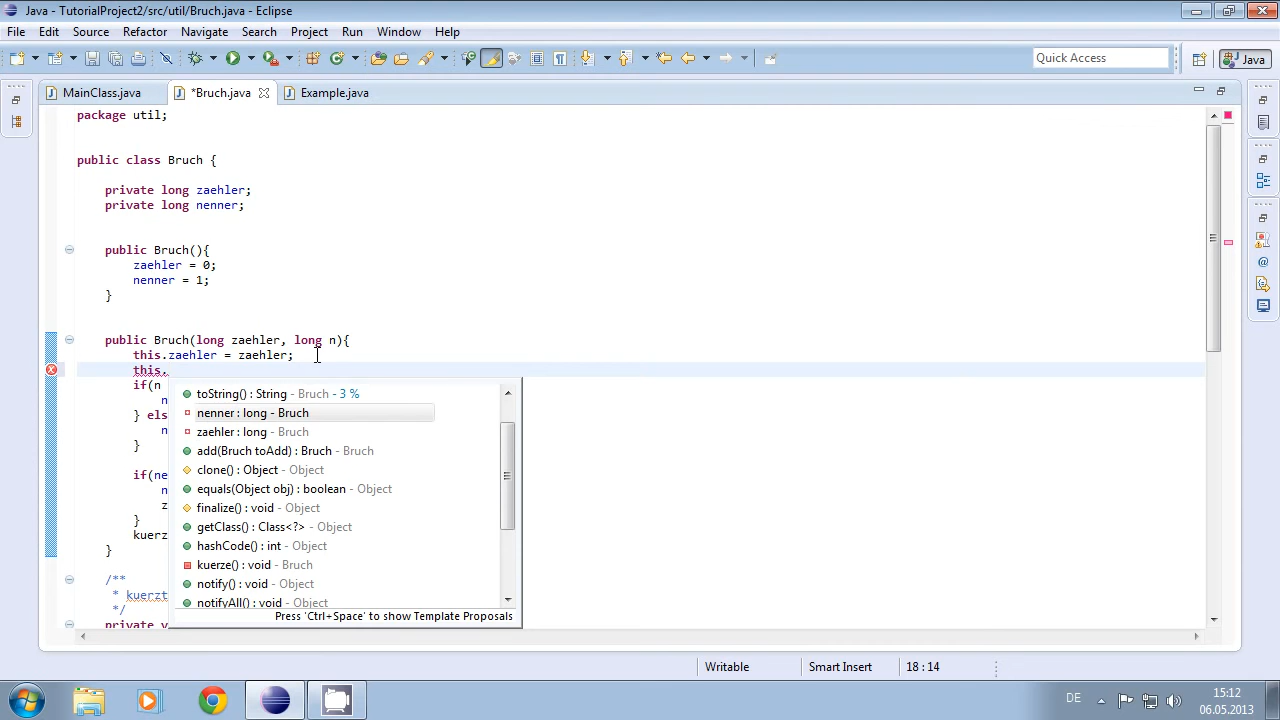 Java - TutorialProject2/src/util/Bruch.java - Eclipse
File Edit Source Refactor Navigate Search Project Run Window Help
Quick Access Java
MainClass.java *Bruch.java Example.java
package util;
public class Bruch {
private long zaehler;
private long nenner;
public Bruch(){
zaehler = 0;
nenner = 1;
}
public Bruch(long zaehler, long n){
this.zaehler = zaehler;
this.
if(n
n
} els
n
}
if(ne
n
z
}
kuerz
}
/**
* kuerzt
*/
private v
toString() : String - Bruch - 3 %
nenner : long - Bruch
zaehler : long - Bruch
add(Bruch toAdd) : Bruch - Bruch
clone() : Object - Object
equals(Object obj) : boolean - Object
finalize() : void - Object
getClass() : Class<?> - Object
hashCode() : int - Object
kuerze() : void - Bruch
notify() : void - Object
notifyAll() : void - Object
Press 'Ctrl+Space' to show Template Proposals
Writable Smart Insert 18 : 14
DE 15:12
06.05.2013